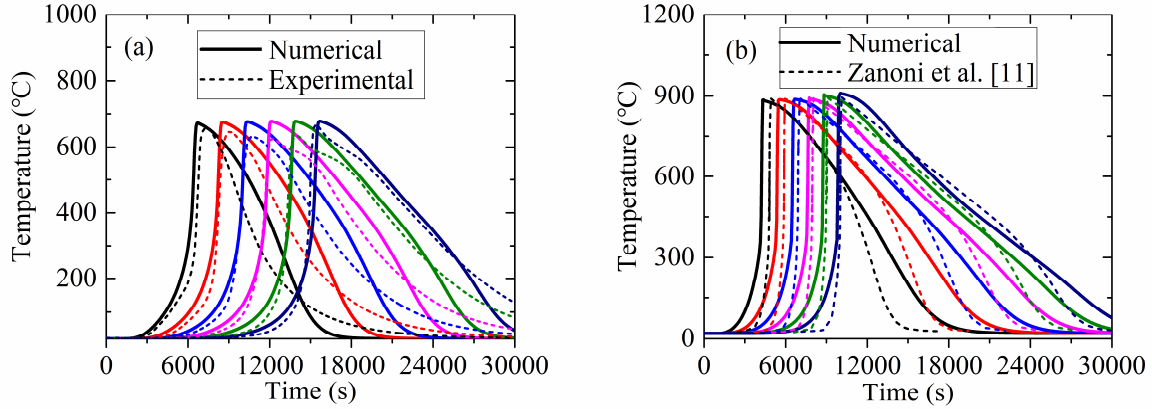 1000
800
600
400
200
0
Temperature (℃)
(a)
Numerical
Experimental
0 6000 12000 18000 24000 30000
Time (s)
1200
900
600
300
0
Temperature (℃)
(b)
Numerical
Zanoni et al. [11]
0 6000 12000 18000 24000 30000
Time (s)